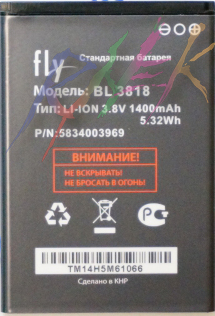 fly
Стандартная батарея
Модель: BL 3818
Тип: LI-ION 3.8V 1400mAh
5.32Wh
P/N: 5834003969
ВНИМАНИЕ!
НЕ ВСКРЫВАТЬ!
НЕ БРОСАТЬ В ОГОНЬ!
TM14H5M61066
Сделано в КНР